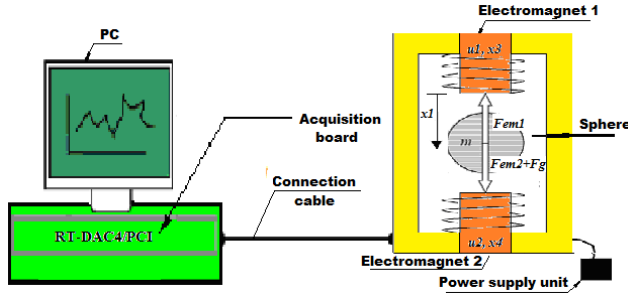 PC
Electromagnet 1
u1, x3
Acquisition
board
x1
Fem1
Sphere
m
Fem2+Fg
Connection
cable
RT-DAC4/PCI
u2, x4
Electromagnet 2
Power supply unit